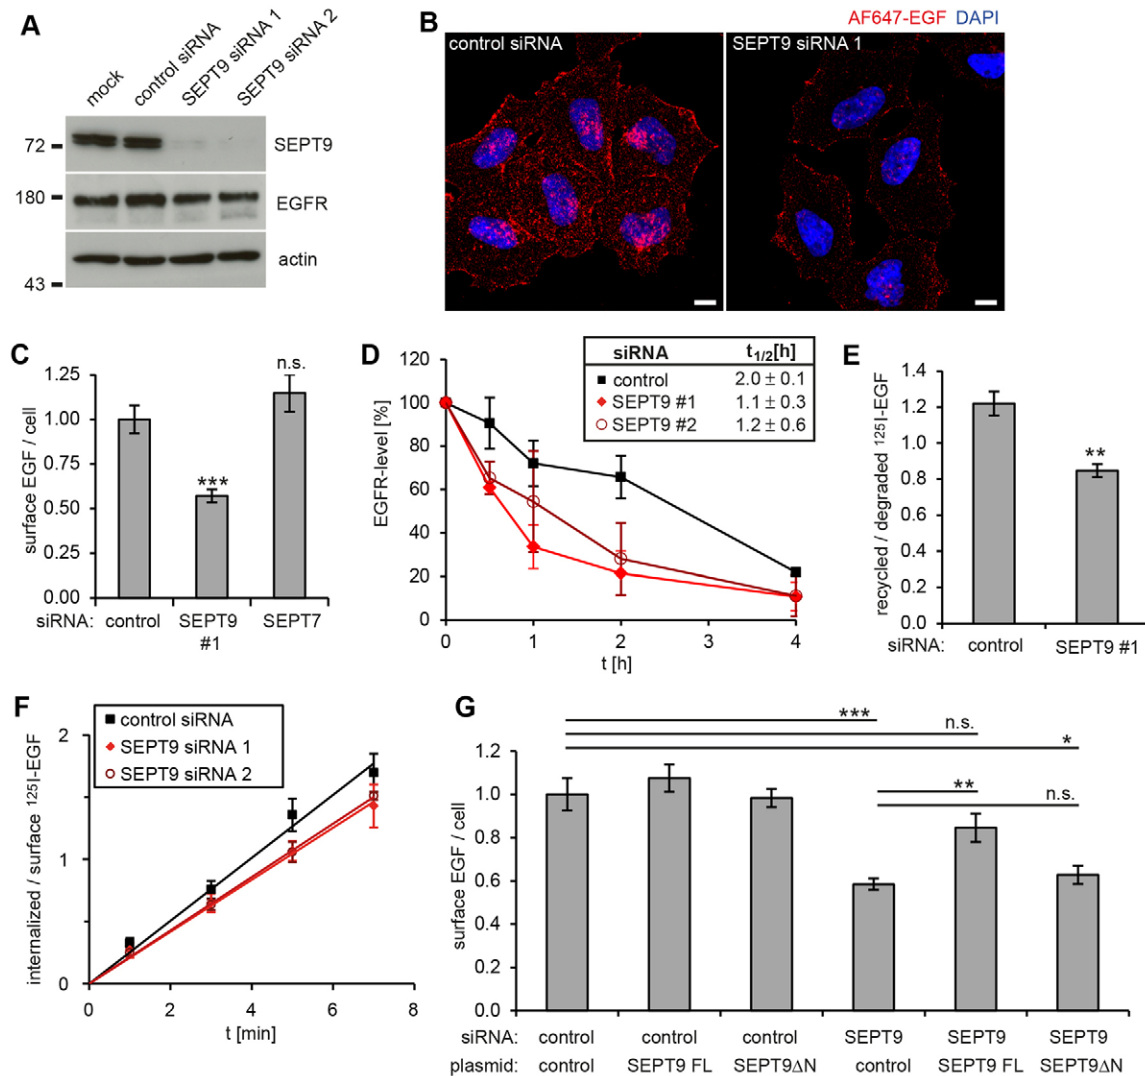 A
mock
control siRNA
SEPT9 siRNA 1
SEPT9 siRNA 2
72
SEPT9
180
EGFR
actin
43
B
AF647-EGF DAPI
control siRNA
SEPT9 siRNA 1
C
surface EGF / cell
1.25
1.00
0.75
0.50
0.25
0.00
***
n.s.
siRNA: control SEPT9 #1 SEPT7
D
EGFR-level [%]
120
100
80
60
40
20
0
0 1 2 3 4
t [h]
siRNA t1/2[h]
control 2.0 ± 0.1
SEPT9 #1 1.1 ± 0.3
SEPT9 #2 1.2 ± 0.6
E
recycled / degraded 125I-EGF
1.4
1.2
1.0
0.8
0.6
0.4
0.2
0.0
**
siRNA: control SEPT9 #1
F
internalized / surface 125I-EGF
control siRNA
SEPT9 siRNA 1
SEPT9 siRNA 2
2
1
0
0 2 4 6 8
t [min]
G
surface EGF / cell
1.2
1.0
0.8
0.6
0.4
0.2
0.0
***
n.s.
*
**
n.s.
siRNA: control control control SEPT9 SEPT9 SEPT9
plasmid: control SEPT9 FL SEPT9ΔN control SEPT9 FL SEPT9ΔN